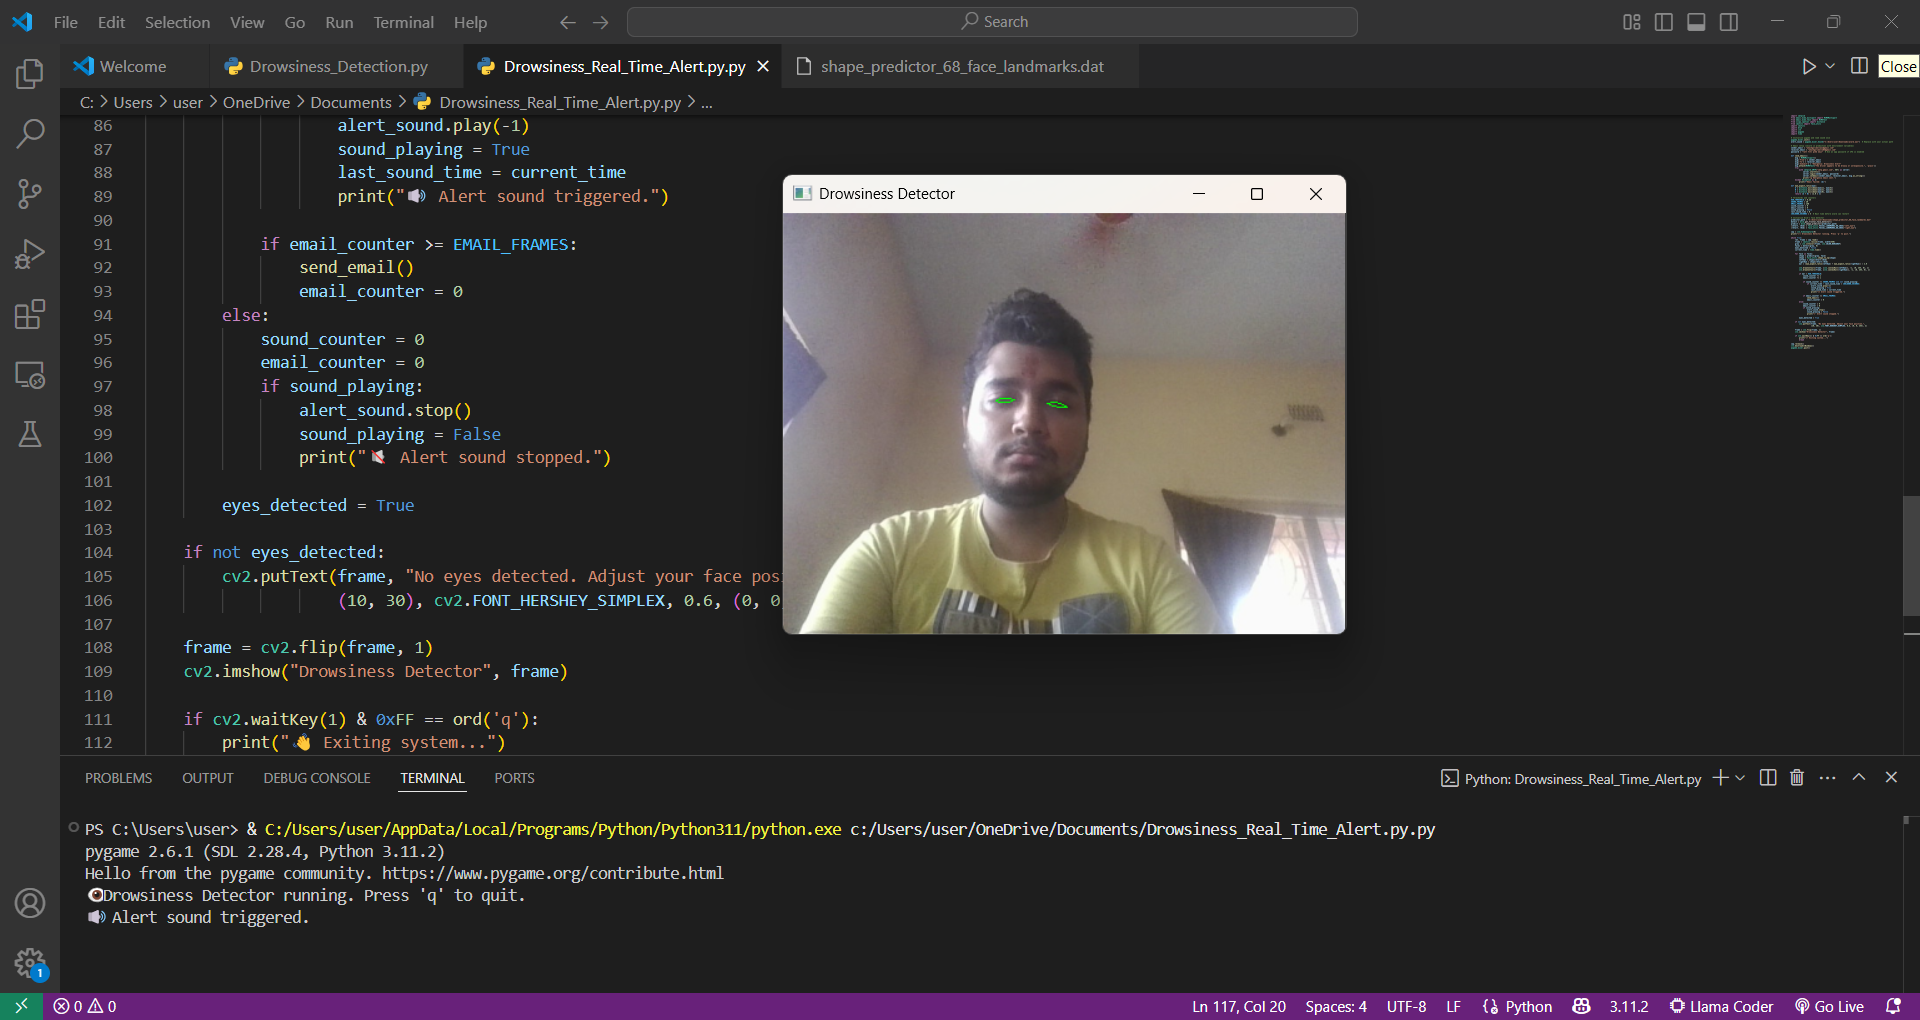 File Edit Selection View Go Run Terminal Help
Search
Welcome
Drowsiness_Detection.py
Drowsiness_Real_Time_Alert.py.py
shape_predictor_68_face_landmarks.dat
Close
C: > Users > user > OneDrive > Documents > Drowsiness_Real_Time_Alert.py.py > ...
86 alert_sound.play(-1)
87 sound_playing = True
88 last_sound_time = current_time
89 print("🔊 Alert sound triggered.")
90
91 if email_counter >= EMAIL_FRAMES:
92 send_email()
93 email_counter = 0
94 else:
95 sound_counter = 0
96 email_counter = 0
97 if sound_playing:
98 alert_sound.stop()
99 sound_playing = False
100 print("🔇 Alert sound stopped.")
101
102 eyes_detected = True
103
104 if not eyes_detected:
105 cv2.putText(frame, "No eyes detected. Adjust your face pos
106 (10, 30), cv2.FONT_HERSHEY_SIMPLEX, 0.6, (0, 0
107
108 frame = cv2.flip(frame, 1)
109 cv2.imshow("Drowsiness Detector", frame)
110
111 if cv2.waitKey(1) & 0xFF == ord('q'):
112 print("👋 Exiting system...")
Drowsiness Detector
PROBLEMS OUTPUT DEBUG CONSOLE TERMINAL PORTS
Python: Drowsiness_Real_Time_Alert.py
PS C:\Users\user> & C:/Users/user/AppData/Local/Programs/Python/Python311/python.exe c:/Users/user/OneDrive/Documents/Drowsiness_Real_Time_Alert.py.py
pygame 2.6.1 (SDL 2.28.4, Python 3.11.2)
Hello from the pygame community. https://www.pygame.org/contribute.html
👁Drowsiness Detector running. Press 'q' to quit.
🔊 Alert sound triggered.
1
0 0
Ln 117, Col 20 Spaces: 4 UTF-8 LF Python 3.11.2 Llama Coder Go Live